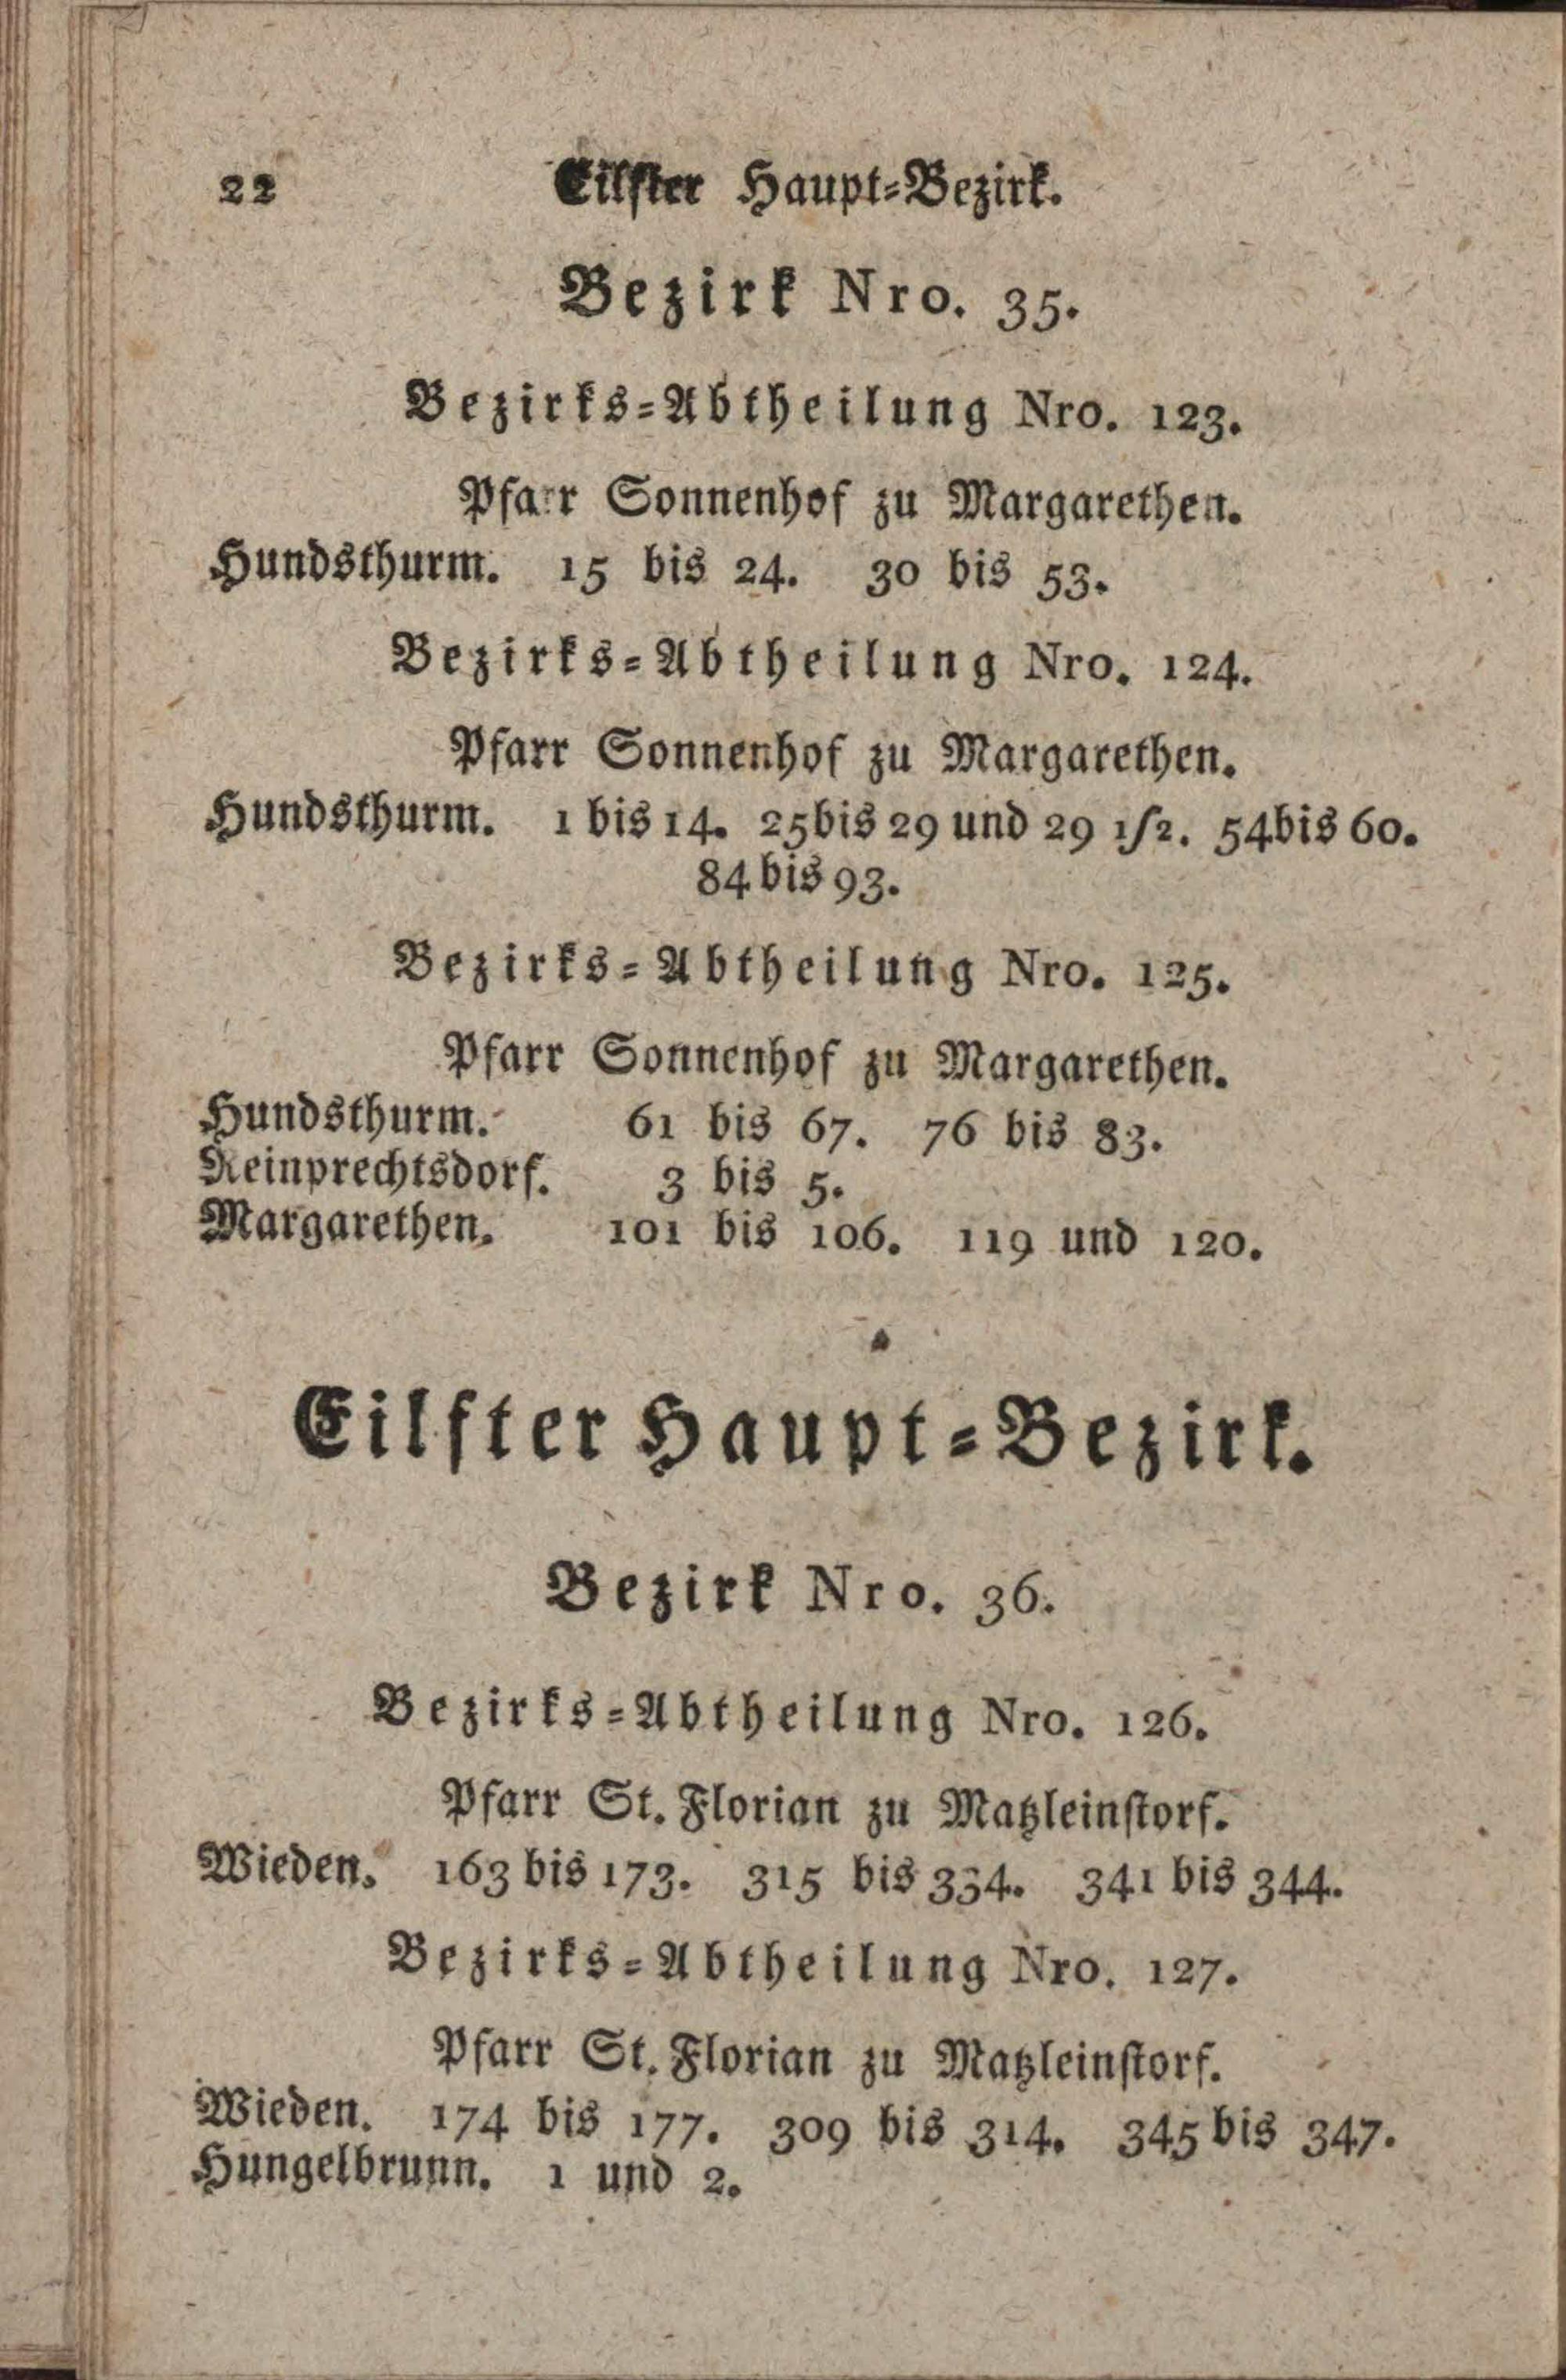 22 Eilfter Haupt-Bezirk.
Bezirk Nro. 35.
Bezirks-Abtheilung Nro. 123.
Pfarr Sonnenhof zu Margarethen.
Hundsthurm. 15 bis 24. 30 bis 53.
Bezirks-Abtheilung Nro. 124.
Pfarr Sonnenhof zu Margarethen.
Hundsthurm. 1 bis 14. 25 bis 29 und 29 1/2. 54 bis 60.
84 bis 93.
Bezirks-Abtheilung Nro. 125.
Pfarr Sonnenhof zu Margarethen.
Hundsthurm. 61 bis 67. 76 bis 83.
Reinprechtsdorf. 3 bis 5.
Margarethen. 101 bis 106. 119 und 120.
Eilfter Haupt-Bezirk.
Bezirk Nro. 36.
Bezirks-Abtheilung Nro. 126.
Pfarr St. Florian zu Matzleinstorf.
Wieden. 163 bis 173. 315 bis 334. 341 bis 344.
Bezirks-Abtheilung Nro. 127.
Pfarr St. Florian zu Matzleinstorf.
Wieden. 174 bis 177. 309 bis 314. 345 bis 347.
Hungelbrunn. 1 und 2.